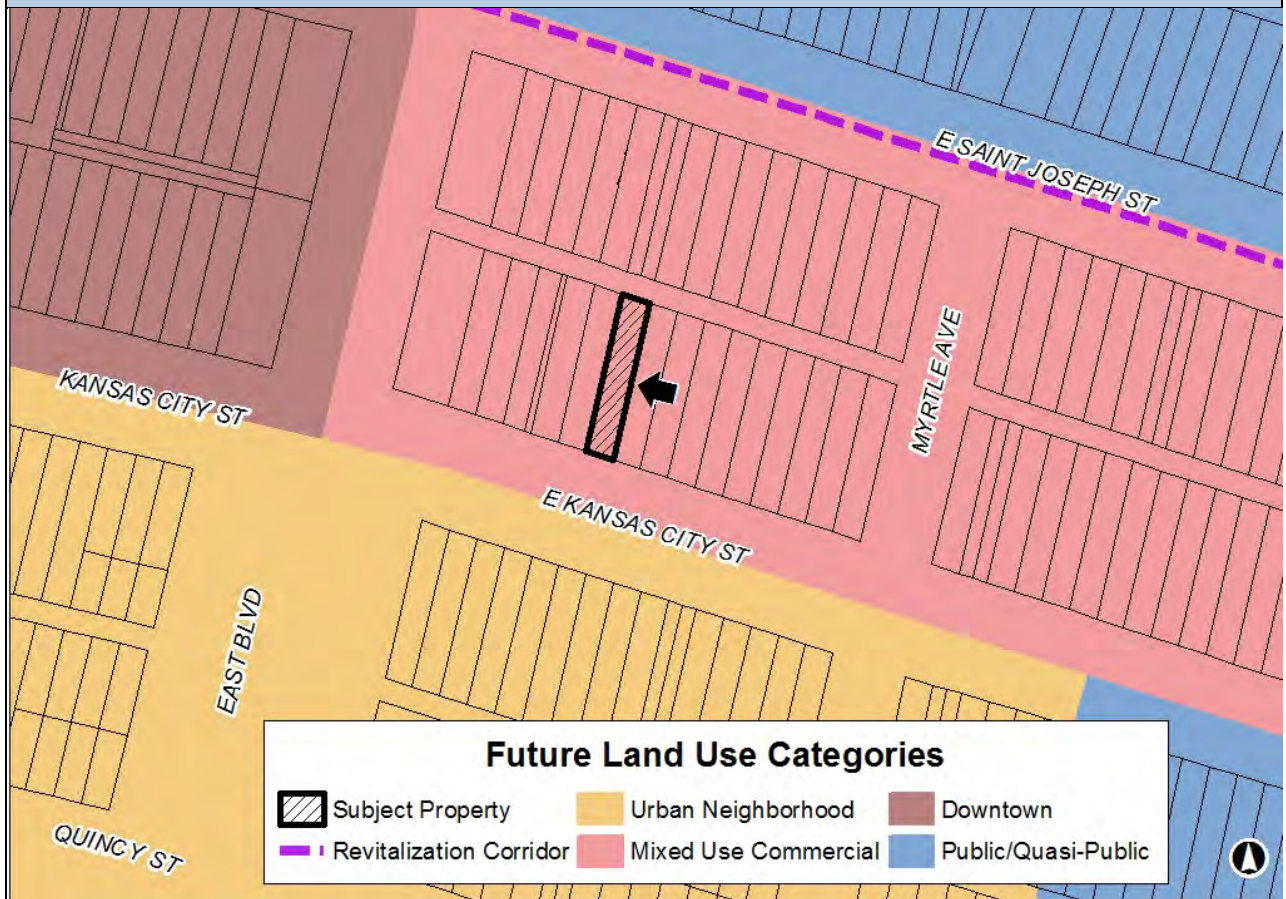 E SAINT JOSEPH ST
MYRTLE AVE
KANSAS CITY ST
E KANSAS CITY ST
EAST BLVD
QUINCY ST
Future Land Use Categories
Subject Property
Urban Neighborhood
Downtown
Revitalization Corridor
Mixed Use Commercial
Public/Quasi-Public